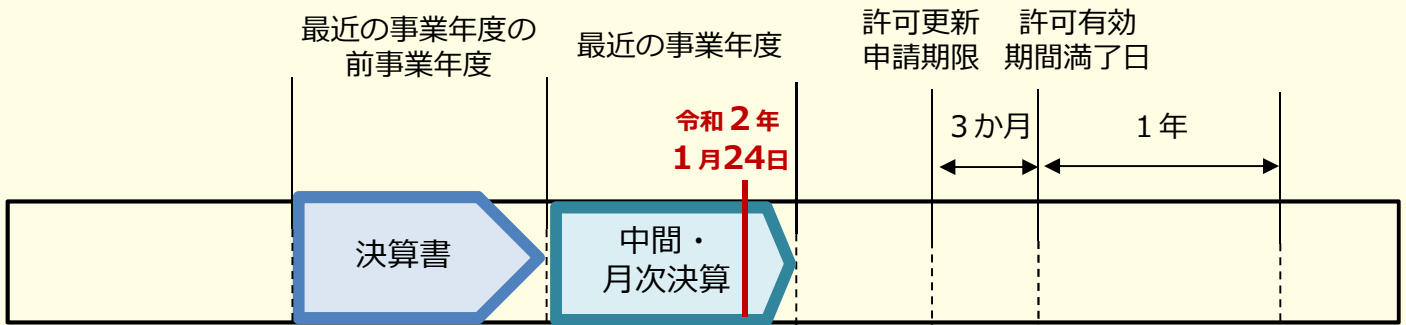 最近の事業年度の
前事業年度
最近の事業年度
許可更新
申請期限
許可有効
期間満了日
令和2年
1月24日
3か月
1年
決算書
中間・
月次決算